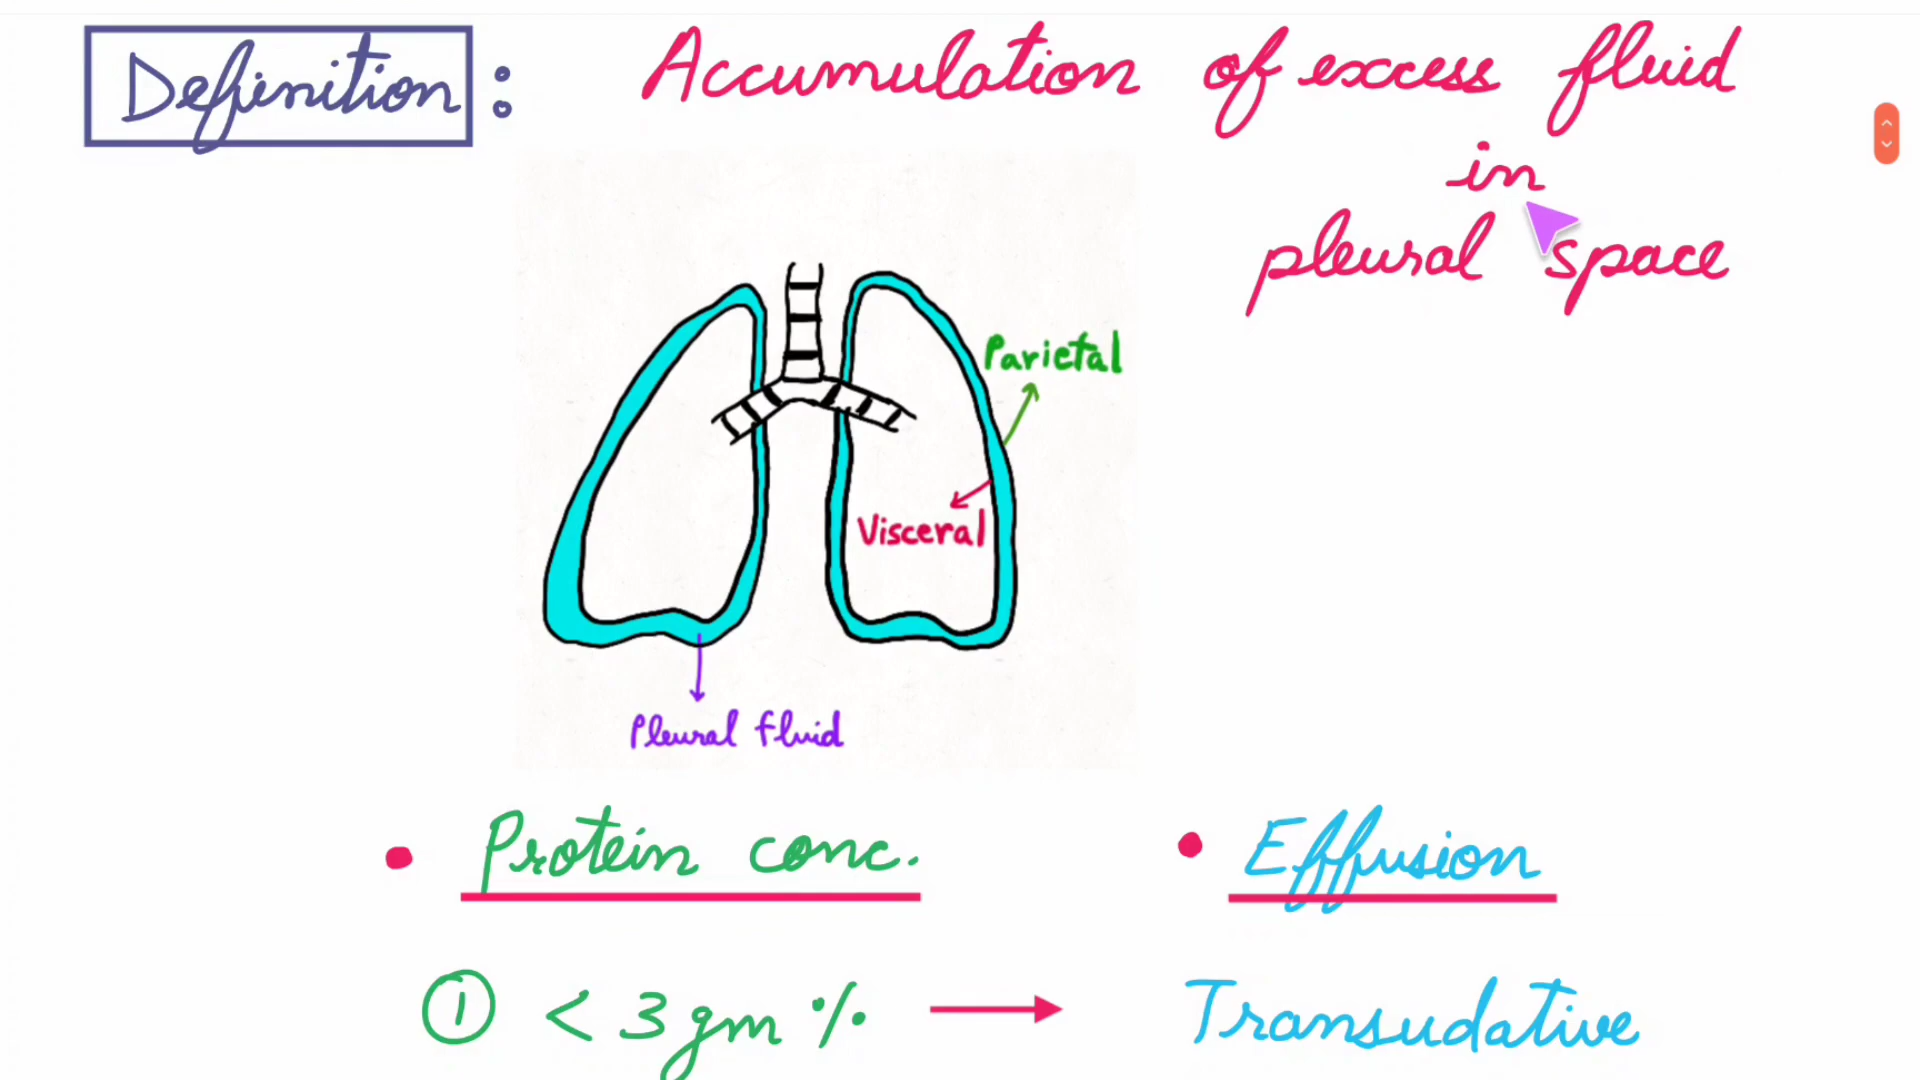 Definition : Accumulation of excess fluid
in
pleural space
Parietal
Visceral
Pleural fluid
• Protein conc. • Effusion
① < 3 gm % → Transudative